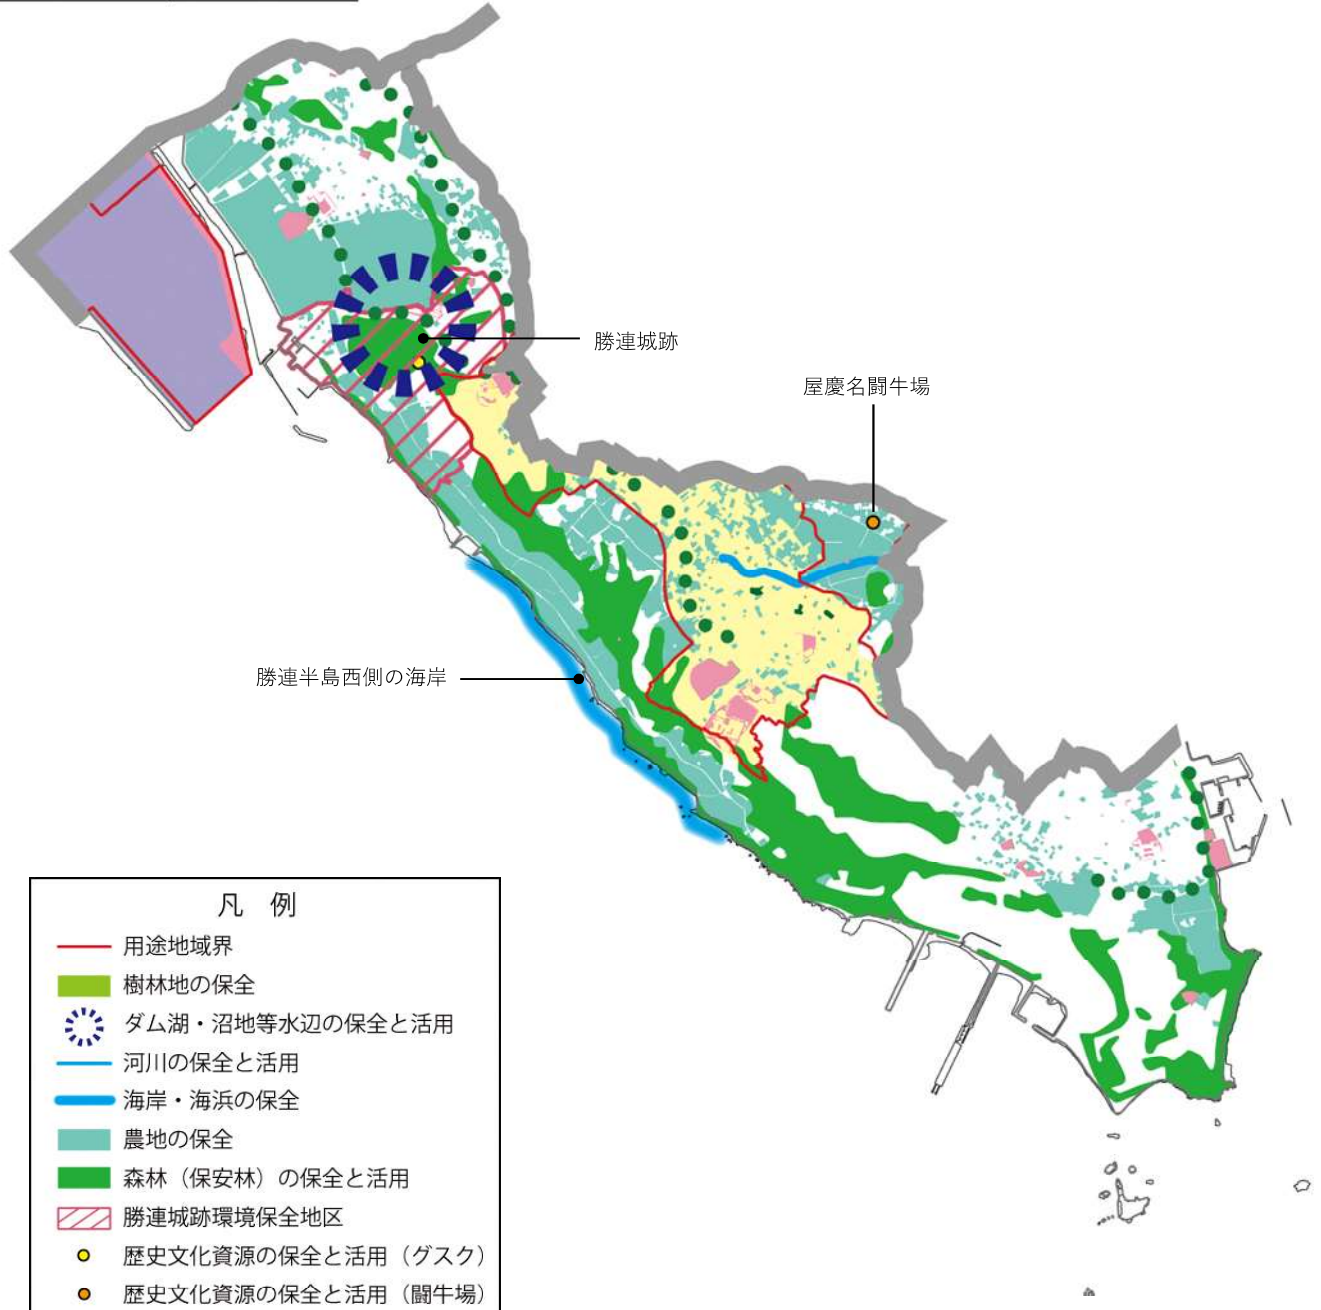 勝連城跡
屋慶名闘牛場
勝連半島西側の海岸
凡 例
用途地域界
樹林地の保全
ダム湖・沼地等水辺の保全と活用
河川の保全と活用
海岸・海浜の保全
農地の保全
森林（保安林）の保全と活用
勝連城跡環境保全地区
歴史文化資源の保全と活用（グスク）
歴史文化資源の保全と活用（闘牛場）